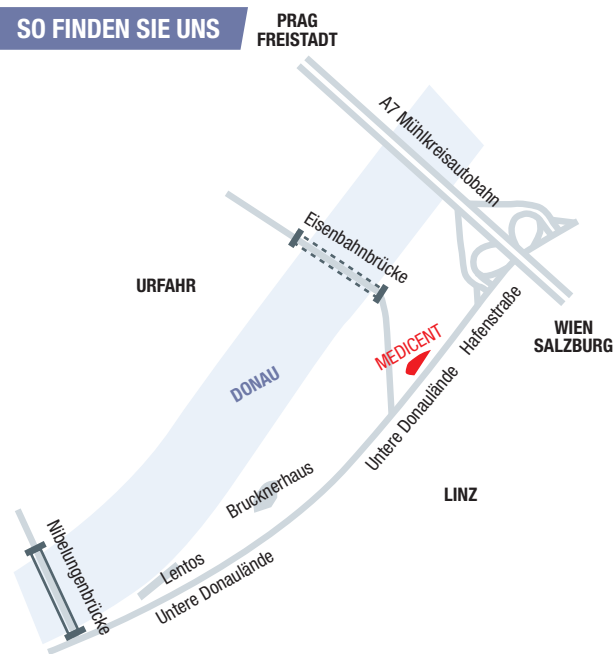 SO FINDEN SIE UNS
PRAG
FREISTADT
A7 Mühlkreisautobahn
Eisenbahnbrücke
URFAHR
WIEN
SALZBURG
Hafenstraße
MEDICENT
DONAU
Untere Donaulände
LINZ
Brucknerhaus
Nibelungenbrücke
Lentos
Untere Donaulände